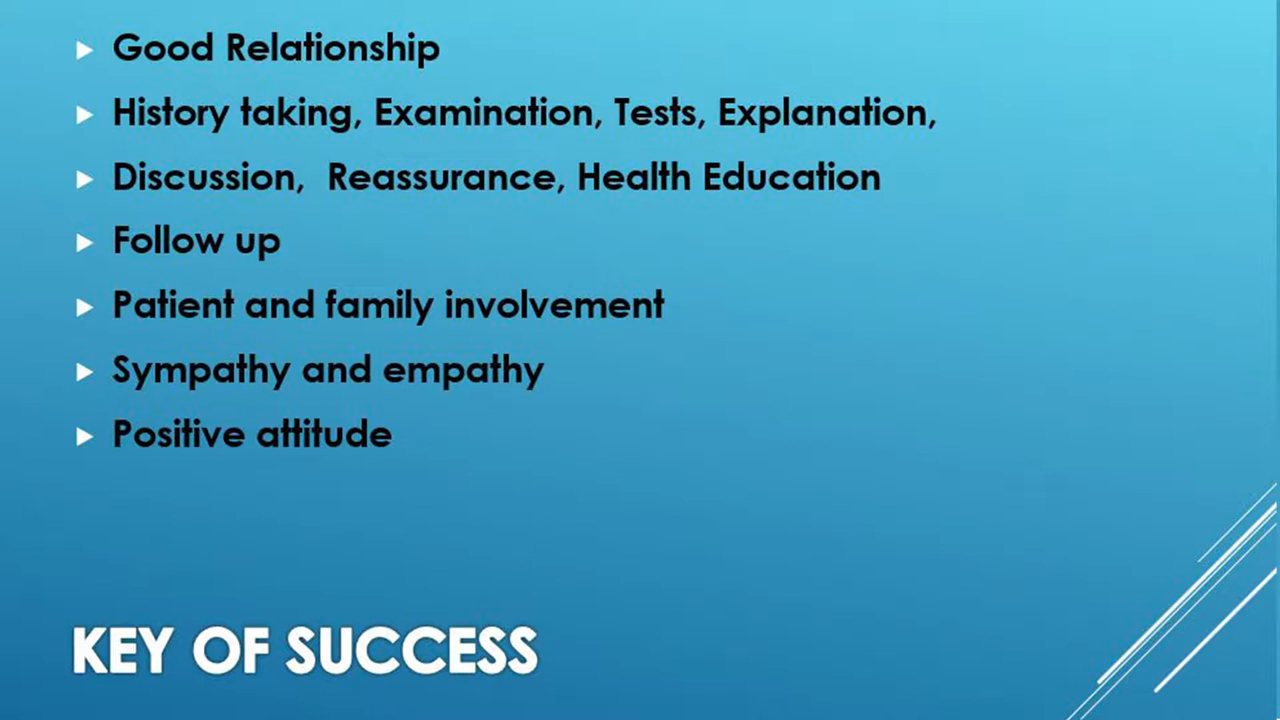 Good Relationship
History taking, Examination, Tests, Explanation,
Discussion, Reassurance, Health Education
Follow up
Patient and family involvement
Sympathy and empathy
Positive attitude
KEY OF SUCCESS